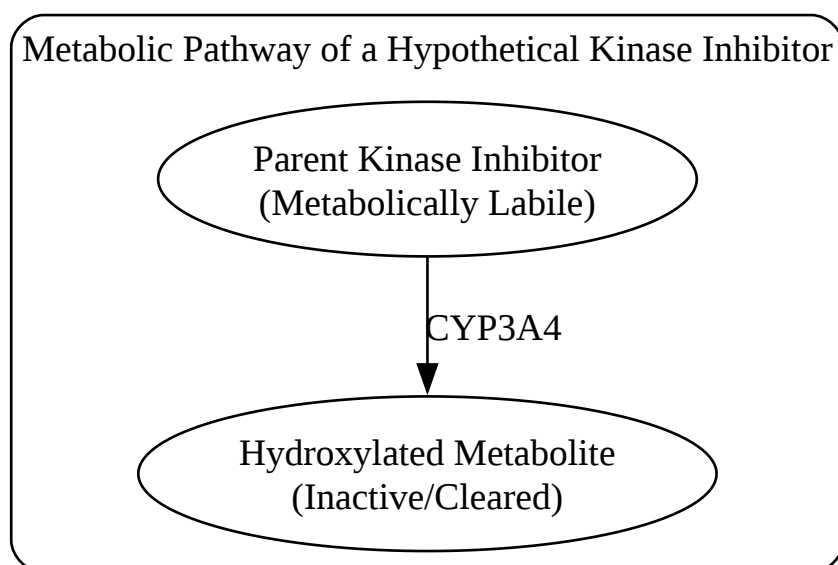 Metabolic Pathway of a Hypothetical Kinase Inhibitor
Parent Kinase Inhibitor
(Metabolically Labile)
CYP3A4
Hydroxylated Metabolite
(Inactive/Cleared)